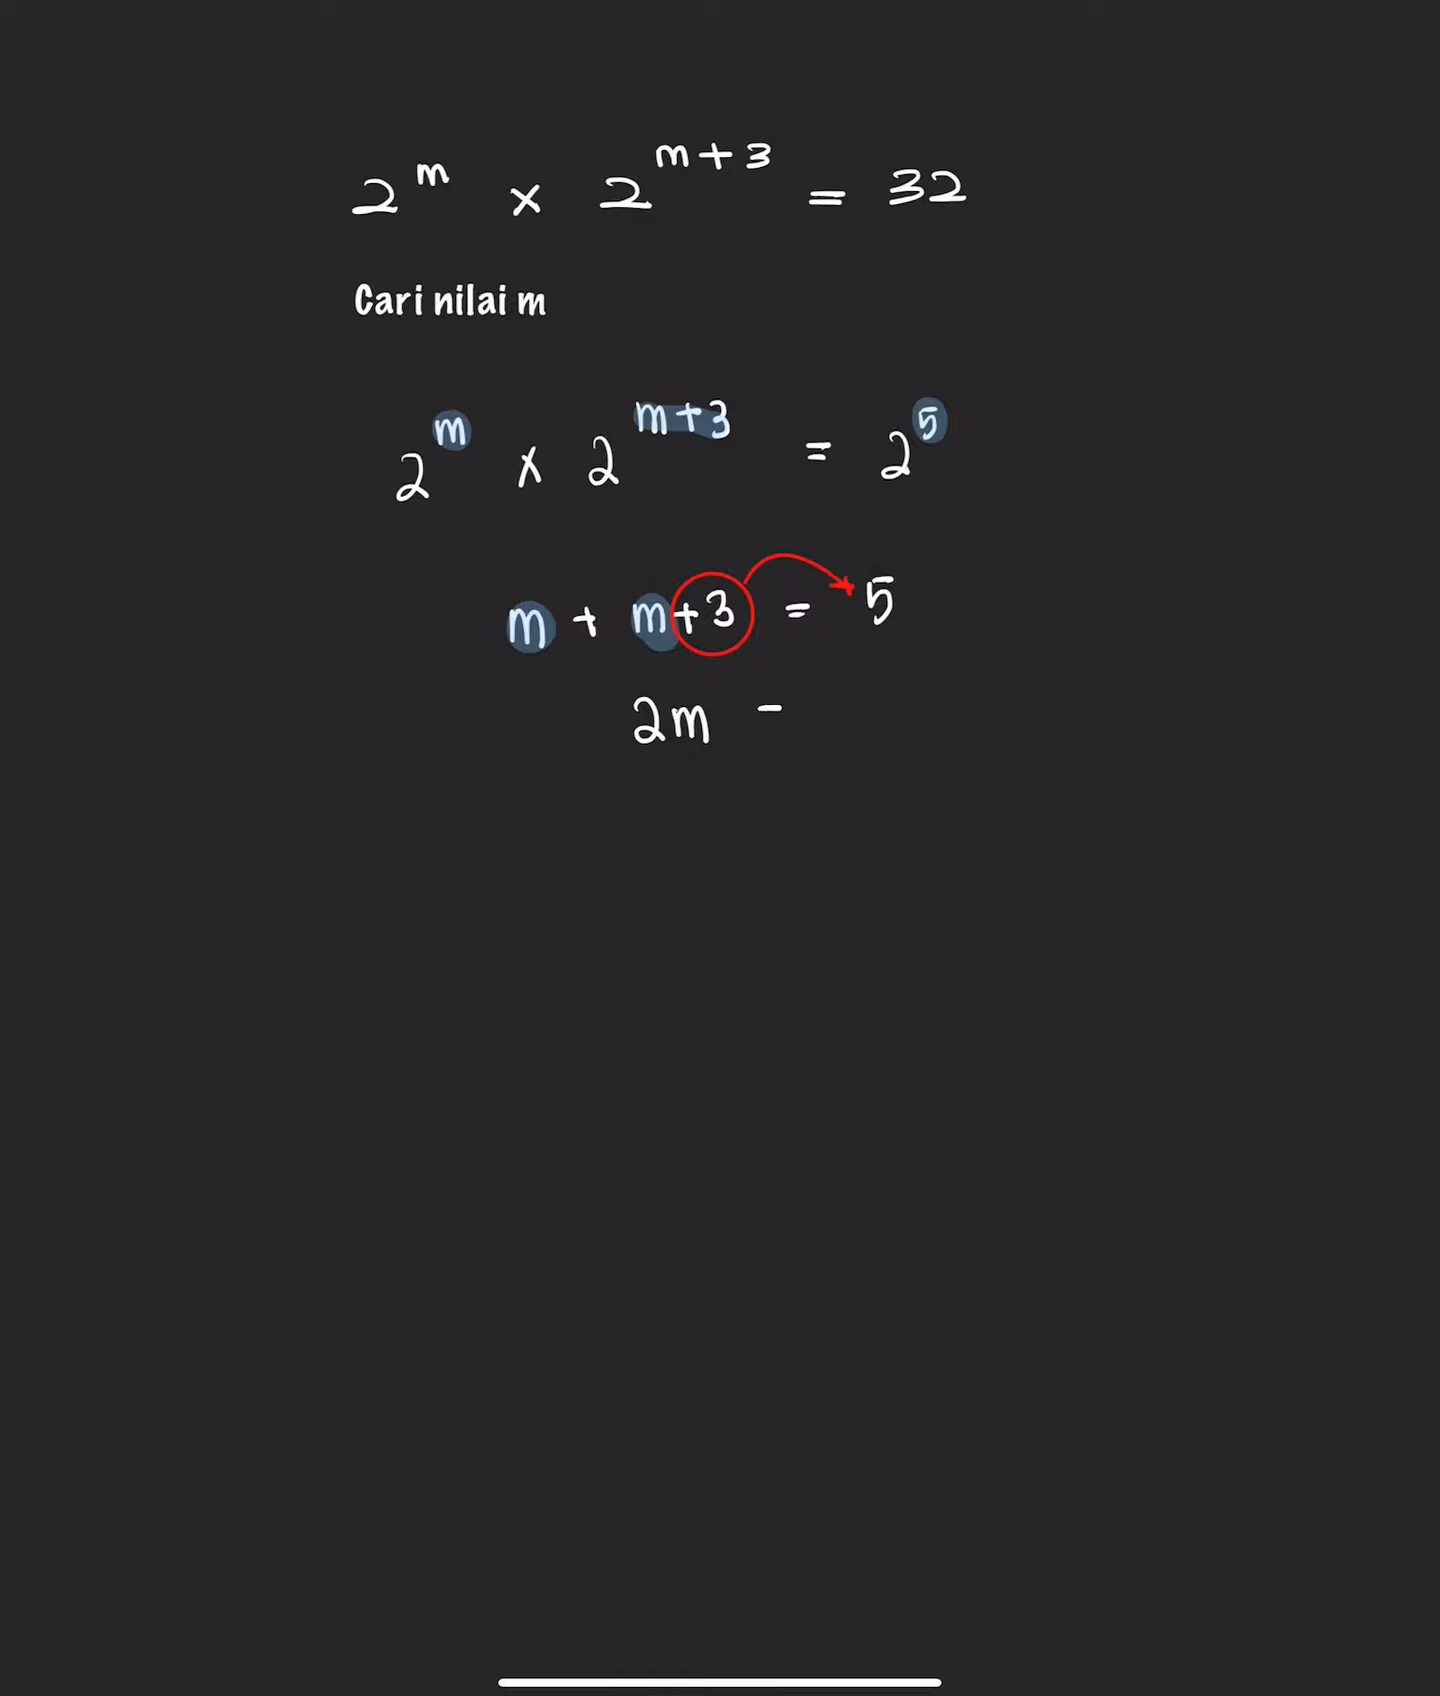 2^m × 2^(m+3) = 32
Cari nilai m
2^m × 2^(m+3) = 2^5
m + m+3 = 5
2m -